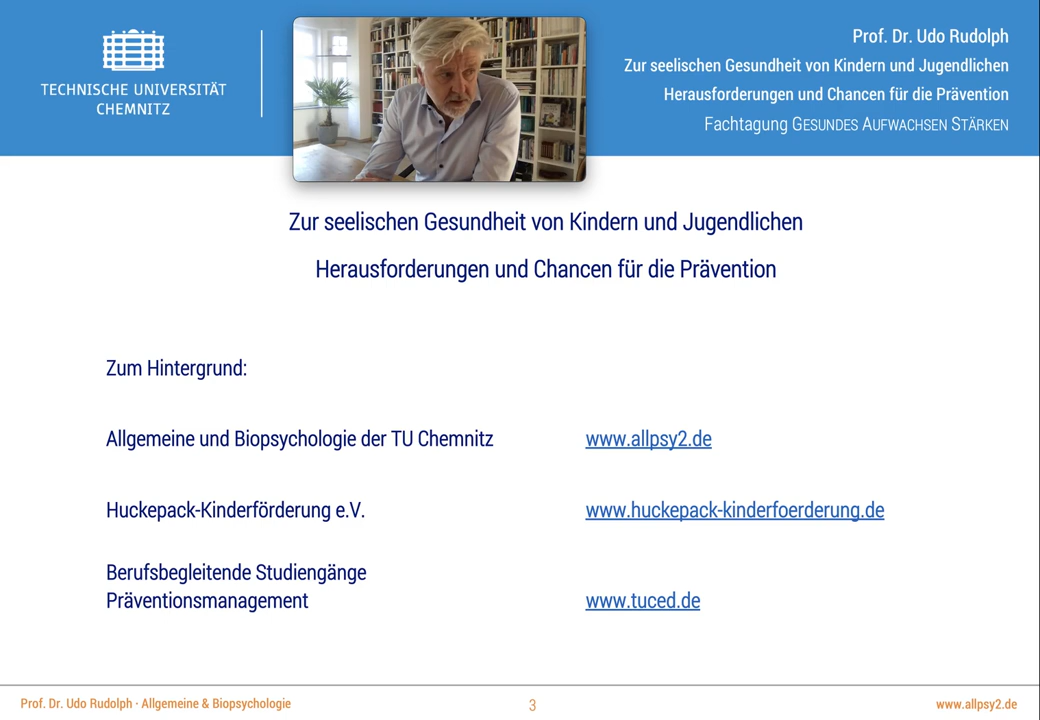 TECHNISCHE UNIVERSITÄT
CHEMNITZ
Prof. Dr. Udo Rudolph
Zur seelischen Gesundheit von Kindern und Jugendlichen
Herausforderungen und Chancen für die Prävention
Fachtagung GESUNDES AUFWACHSEN STÄRKEN
Zur seelischen Gesundheit von Kindern und Jugendlichen
Herausforderungen und Chancen für die Prävention
Zum Hintergrund:
Allgemeine und Biopsychologie der TU Chemnitz www.allpsy2.de
Huckepack-Kinderförderung e.V. www.huckepack-kinderfoerderung.de
Berufsbegleitende Studiengänge
Präventionsmanagement www.tuced.de
Prof. Dr. Udo Rudolph · Allgemeine & Biopsychologie 3 www.allpsy2.de